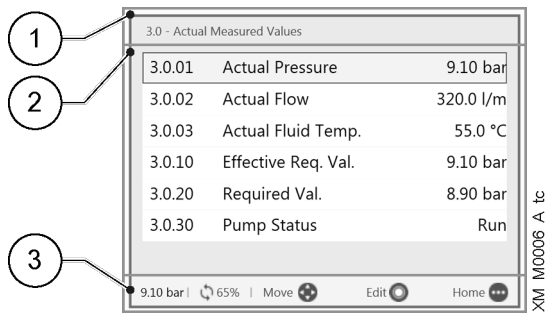 1
3.0 - Actual Measured Values
2
3.0.01 Actual Pressure 9.10 bar
3.0.02 Actual Flow 320.0 l/m
3.0.03 Actual Fluid Temp. 55.0 °C
3.0.10 Effective Req. Val. 9.10 bar
3.0.20 Required Val. 8.90 bar
3.0.30 Pump Status Run
3
9.10 bar | 65% | Move Edit Home
XM M0006 A tc